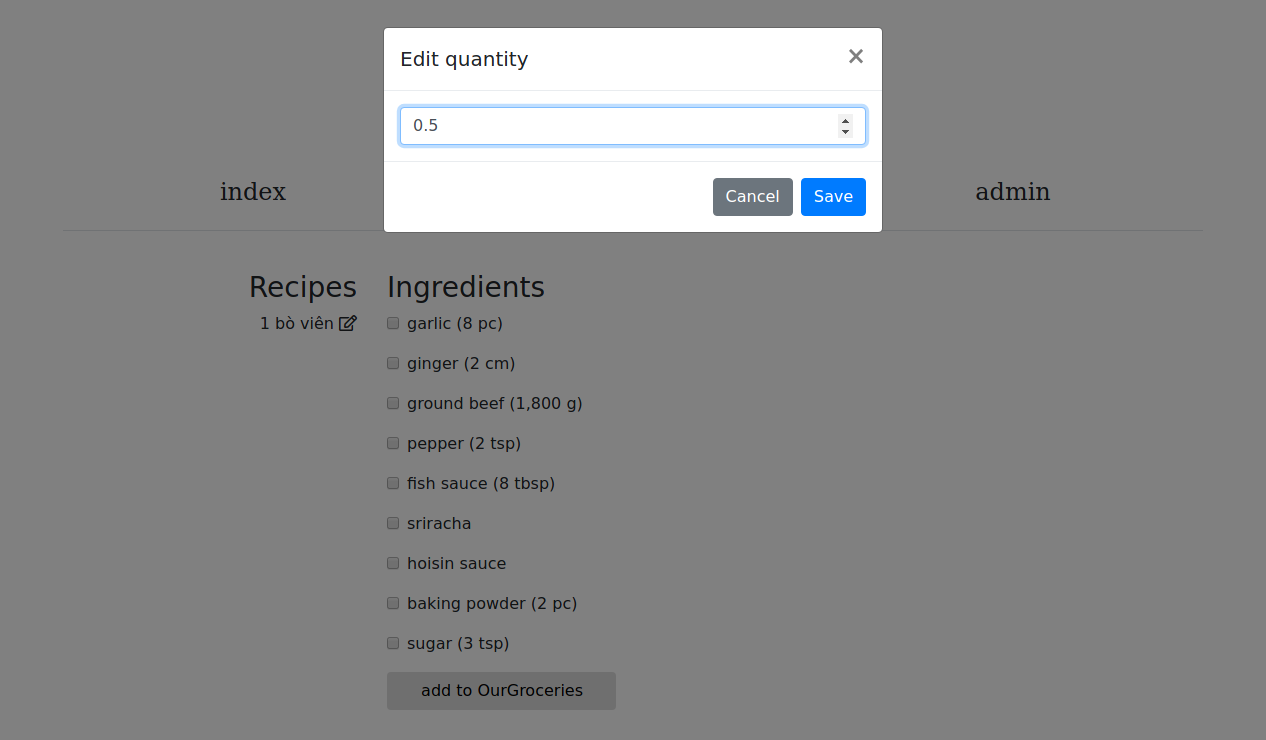 Edit quantity
×
0.5
Cancel Save
index admin
Recipes
1 bò viên
Ingredients
garlic (8 pc)
ginger (2 cm)
ground beef (1,800 g)
pepper (2 tsp)
fish sauce (8 tbsp)
sriracha
hoisin sauce
baking powder (2 pc)
sugar (3 tsp)
add to OurGroceries